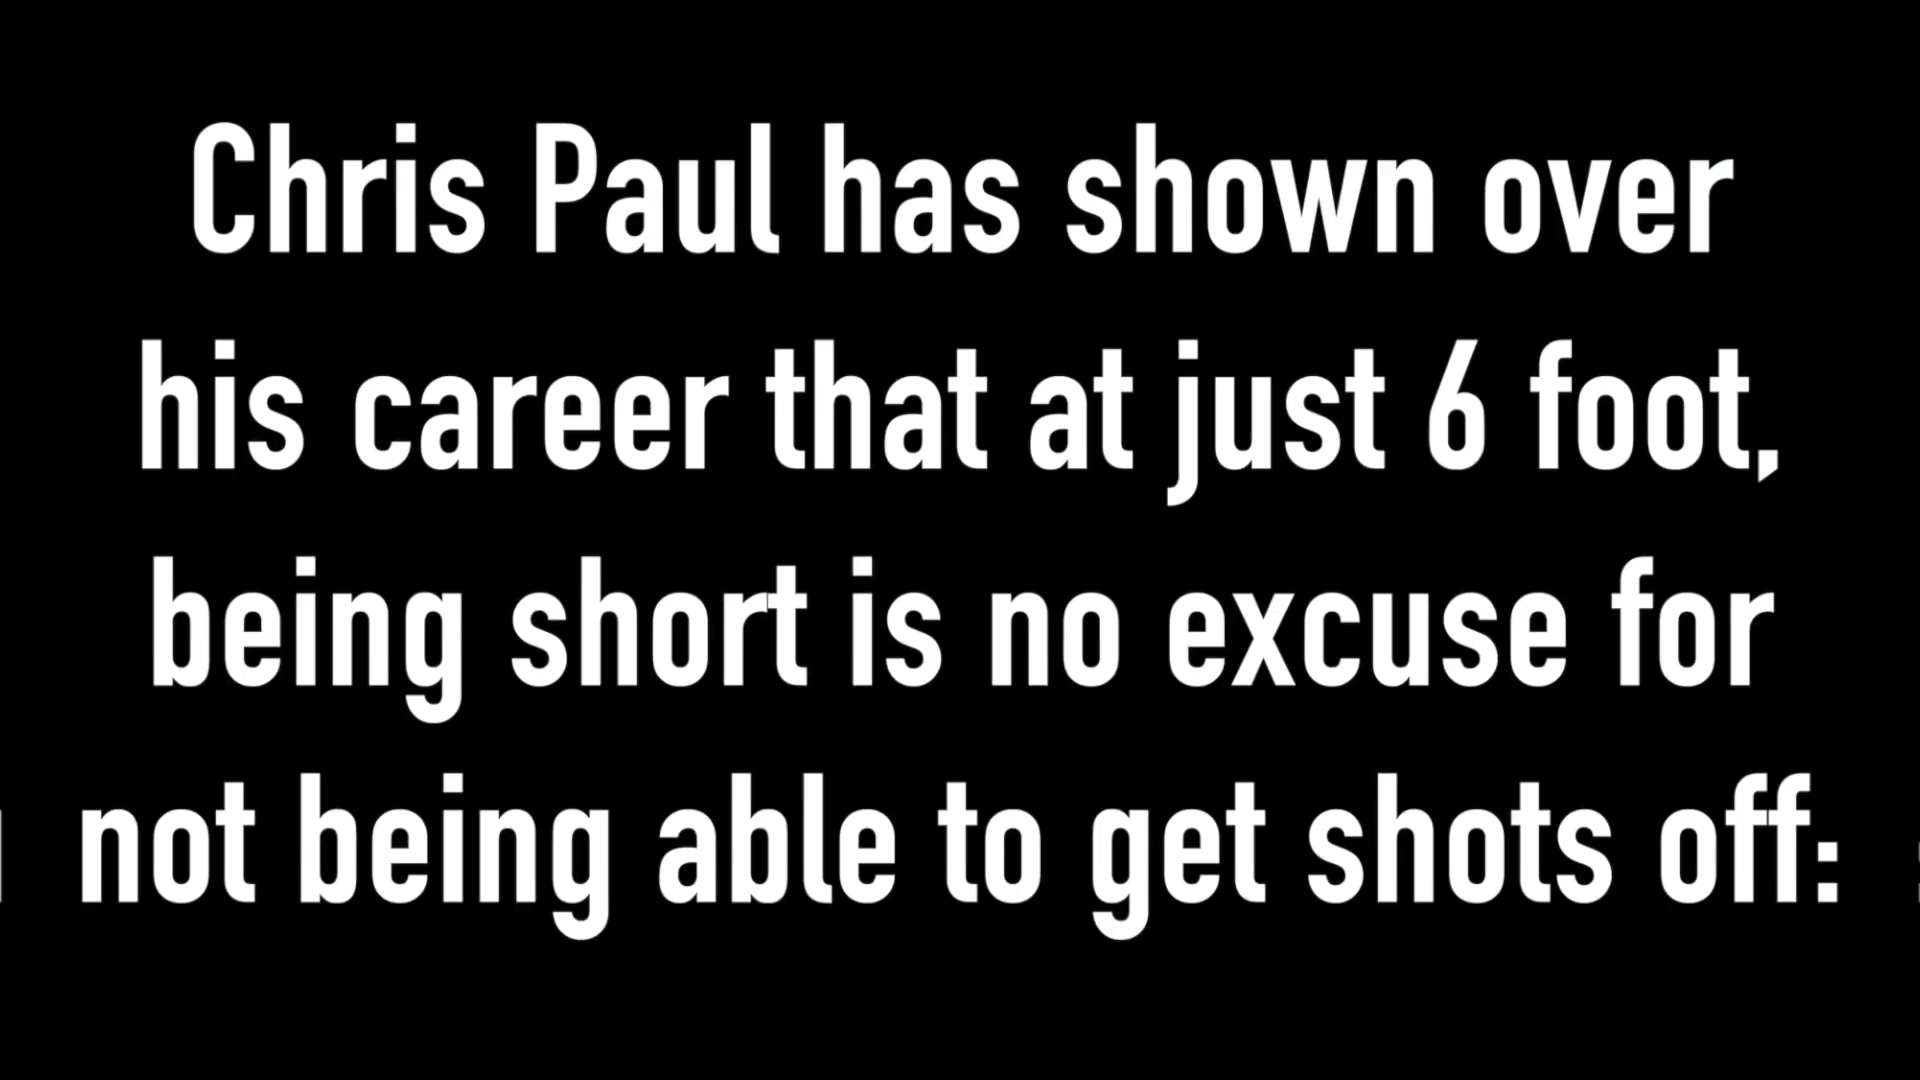 Chris Paul has shown over
his career that at just 6 foot,
being short is no excuse for
not being able to get shots off: